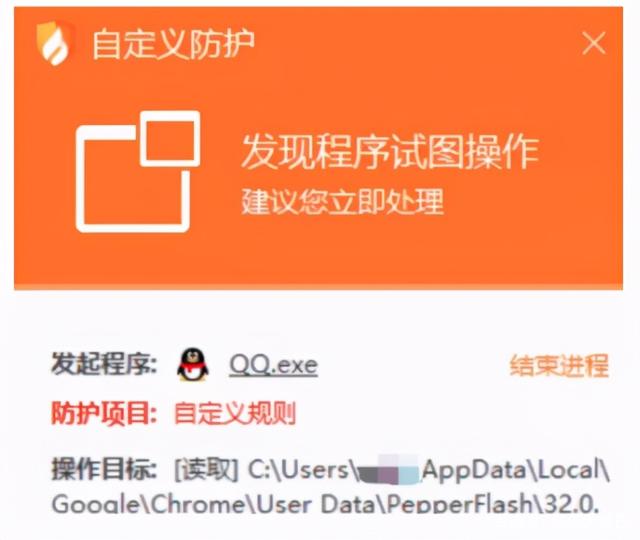 自定义防护
发现程序试图操作
建议您立即处理
发起程序: QQ.exe 结束进程
防护项目: 自定义规则
操作目标: [读取] C:\Users\ AppData\Local\
Google\Chrome\User Data\PepperFlash\32.0.